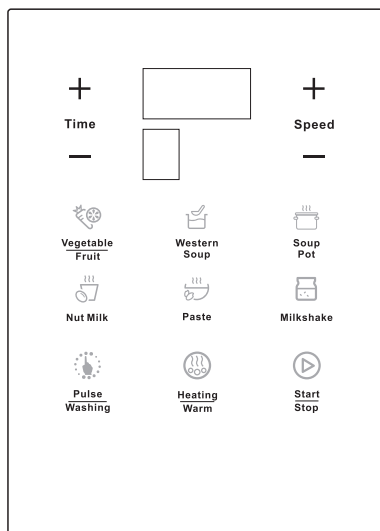 + +
Time Speed
− −
Vegetable Western Soup
Fruit Soup Pot
Nut Milk Paste Milkshake
Pulse Heating Start
Washing Warm Stop